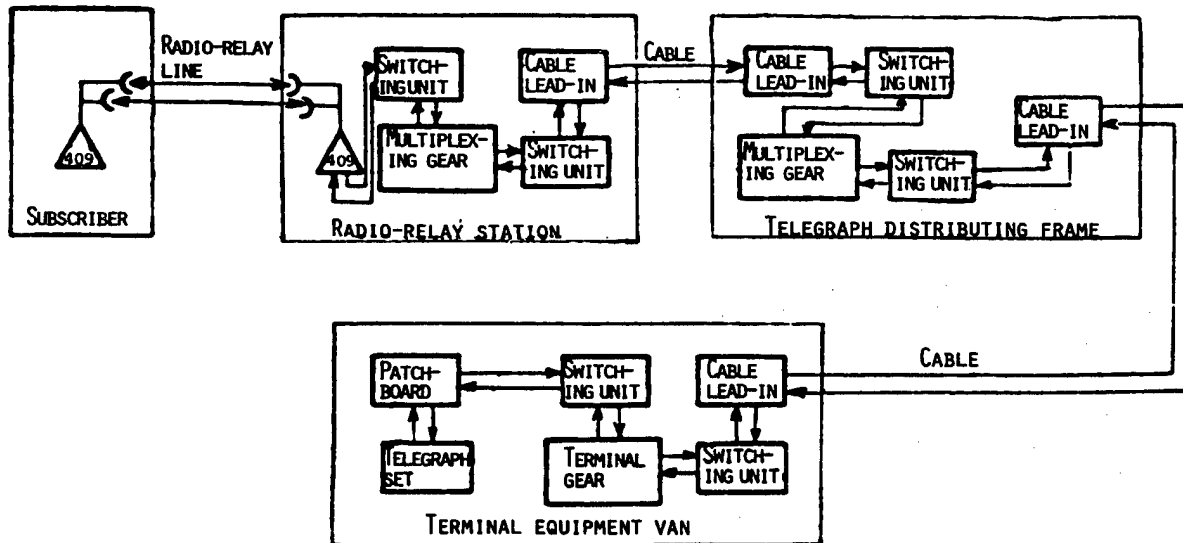 RADIO-RELAY
LINE
409
SUBSCRIBER
SWITCH-
ING UNIT
CABLE
LEAD-IN
409
MULTIPLEX-
ING GEAR
SWITCH-
ING UNIT
RADIO-RELAY STATION
CABLE
CABLE
LEAD-IN
SWITCH-
ING UNIT
CABLE
LEAD-IN
MULTIPLEX-
ING GEAR
SWITCH-
ING UNIT
TELEGRAPH DISTRIBUTING FRAME
PATCH-
BOARD
SWITCH-
ING UNIT
CABLE
LEAD-IN
CABLE
TELEGRAPH
SET
TERMINAL
GEAR
SWITCH-
ING UNIT
TERMINAL EQUIPMENT VAN